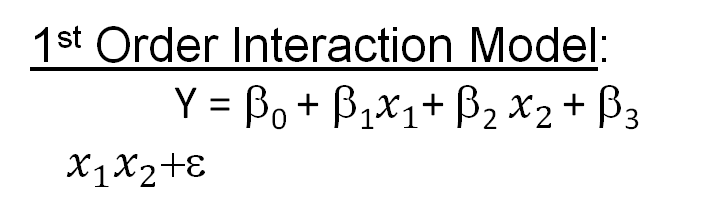 1st Order Interaction Model:
Y = β₀ + β₁x₁+ β₂ x₂ + β₃
x₁x₂+ε